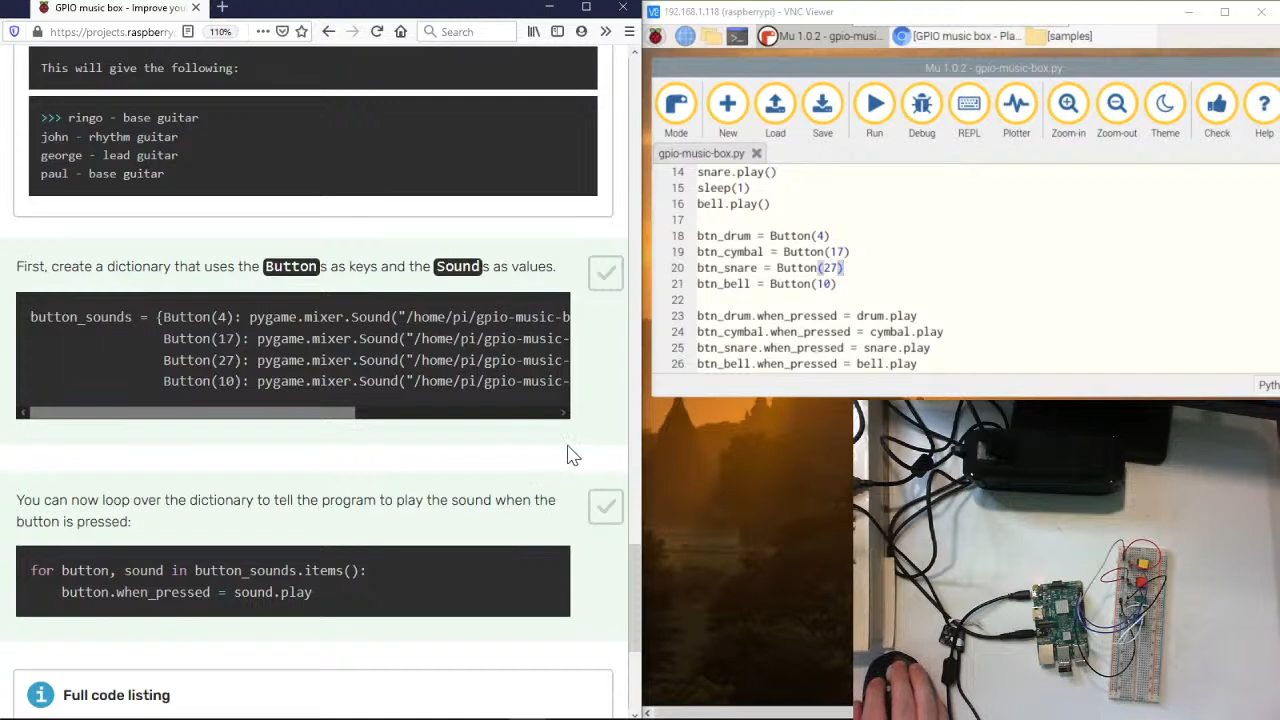 GPIO music box - Improve you
https://projects.raspberry
110%
Search
This will give the following:
>>> ringo - base guitar
john - rhythm guitar
george - lead guitar
paul - base guitar
First, create a dictionary that uses the Buttons as keys and the Sounds as values.
button_sounds = {Button(4): pygame.mixer.Sound("/home/pi/gpio-music-b
Button(17): pygame.mixer.Sound("/home/pi/gpio-music-
Button(27): pygame.mixer.Sound("/home/pi/gpio-music-
Button(10): pygame.mixer.Sound("/home/pi/gpio-music-
You can now loop over the dictionary to tell the program to play the sound when the
button is pressed:
for button, sound in button_sounds.items():
button.when_pressed = sound.play
Full code listing
192.168.1.118 (raspberrypi) - VNC Viewer
Mu 1.0.2 - gpio-musi...
[GPIO music box - Pla...
[samples]
Mu 1.0.2 - gpio-music-box.py
Mode New Load Save Run Debug REPL Plotter Zoom-in Zoom-out Theme Check Help
gpio-music-box.py
14 snare.play()
15 sleep(1)
16 bell.play()
17
18 btn_drum = Button(4)
19 btn_cymbal = Button(17)
20 btn_snare = Button(27)
21 btn_bell = Button(10)
22
23 btn_drum.when_pressed = drum.play
24 btn_cymbal.when_pressed = cymbal.play
25 btn_snare.when_pressed = snare.play
26 btn_bell.when_pressed = bell.play
Pyth